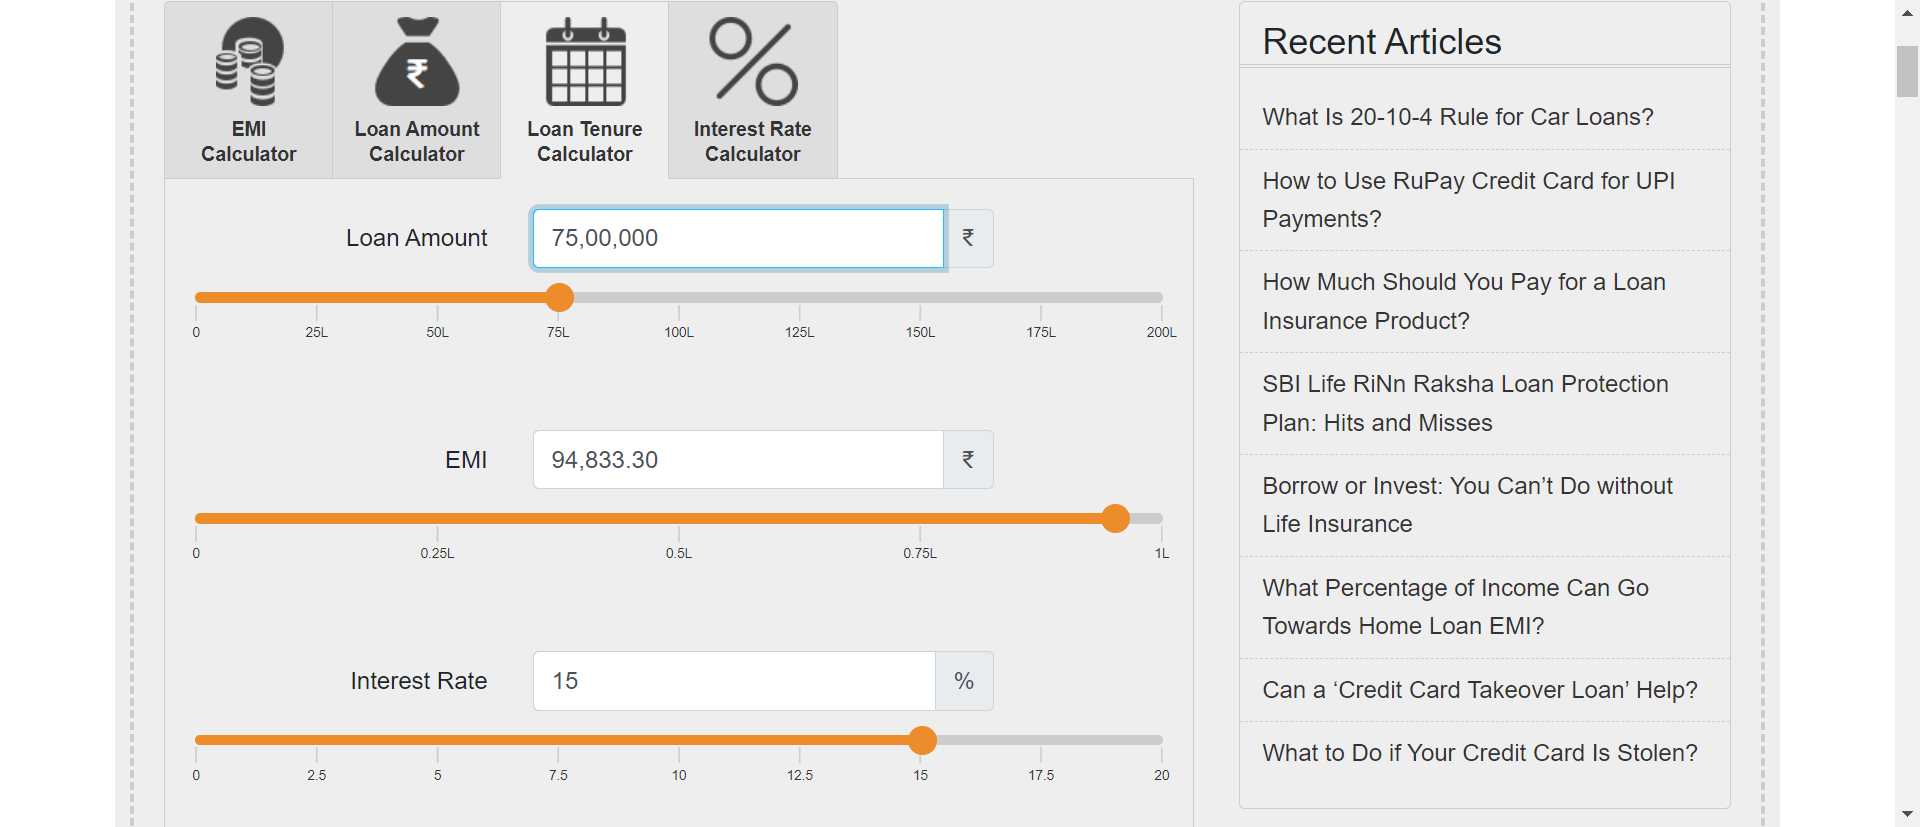 EMI
Calculator
Loan Amount
Calculator
Loan Tenure
Calculator
Interest Rate
Calculator
Loan Amount
75,00,000
₹
0 25L 50L 75L 100L 125L 150L 175L 200L
EMI
94,833.30
₹
0 0.25L 0.5L 0.75L 1L
Interest Rate
15
%
0 2.5 5 7.5 10 12.5 15 17.5 20
Recent Articles
What Is 20-10-4 Rule for Car Loans?
How to Use RuPay Credit Card for UPI
Payments?
How Much Should You Pay for a Loan
Insurance Product?
SBI Life RiNn Raksha Loan Protection
Plan: Hits and Misses
Borrow or Invest: You Can’t Do without
Life Insurance
What Percentage of Income Can Go
Towards Home Loan EMI?
Can a ‘Credit Card Takeover Loan’ Help?
What to Do if Your Credit Card Is Stolen?